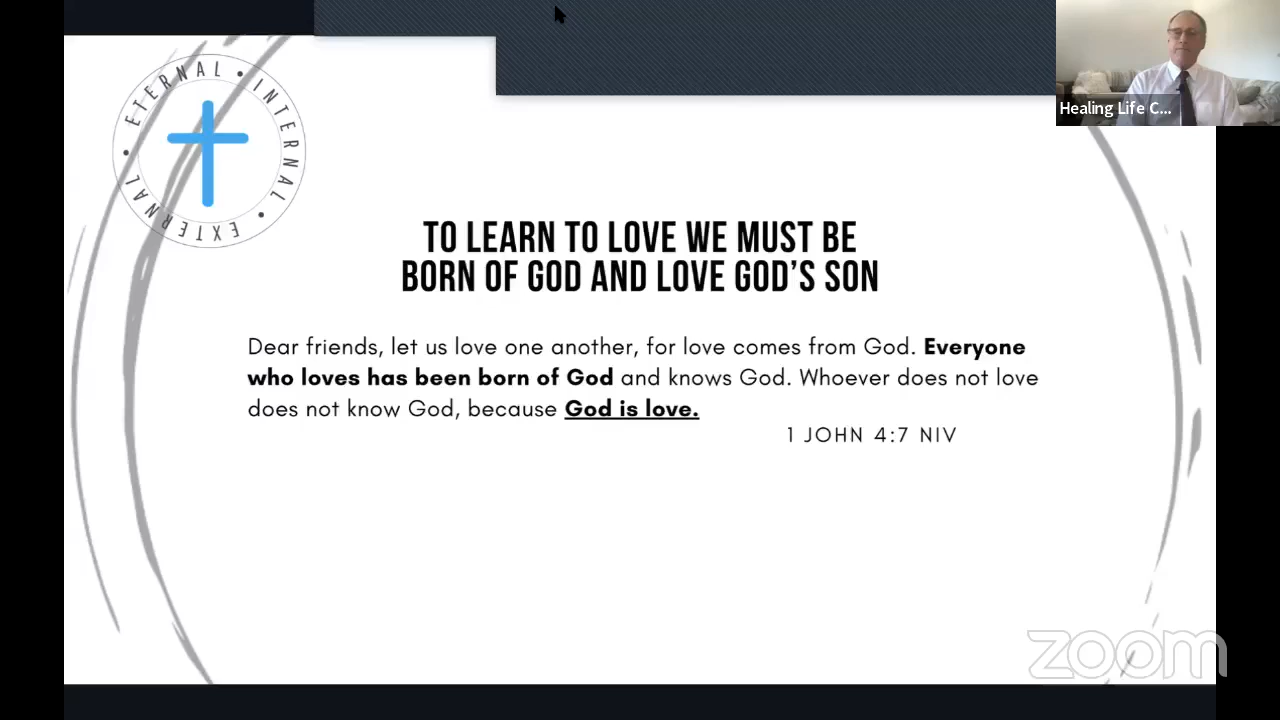 ETERNAL • INTERNAL • EXTERNAL •
Healing Life C...
TO LEARN TO LOVE WE MUST BE
BORN OF GOD AND LOVE GOD’S SON
Dear friends, let us love one another, for love comes from God. Everyone
who loves has been born of God and knows God. Whoever does not love
does not know God, because God is love.
1 JOHN 4:7 NIV
zoom